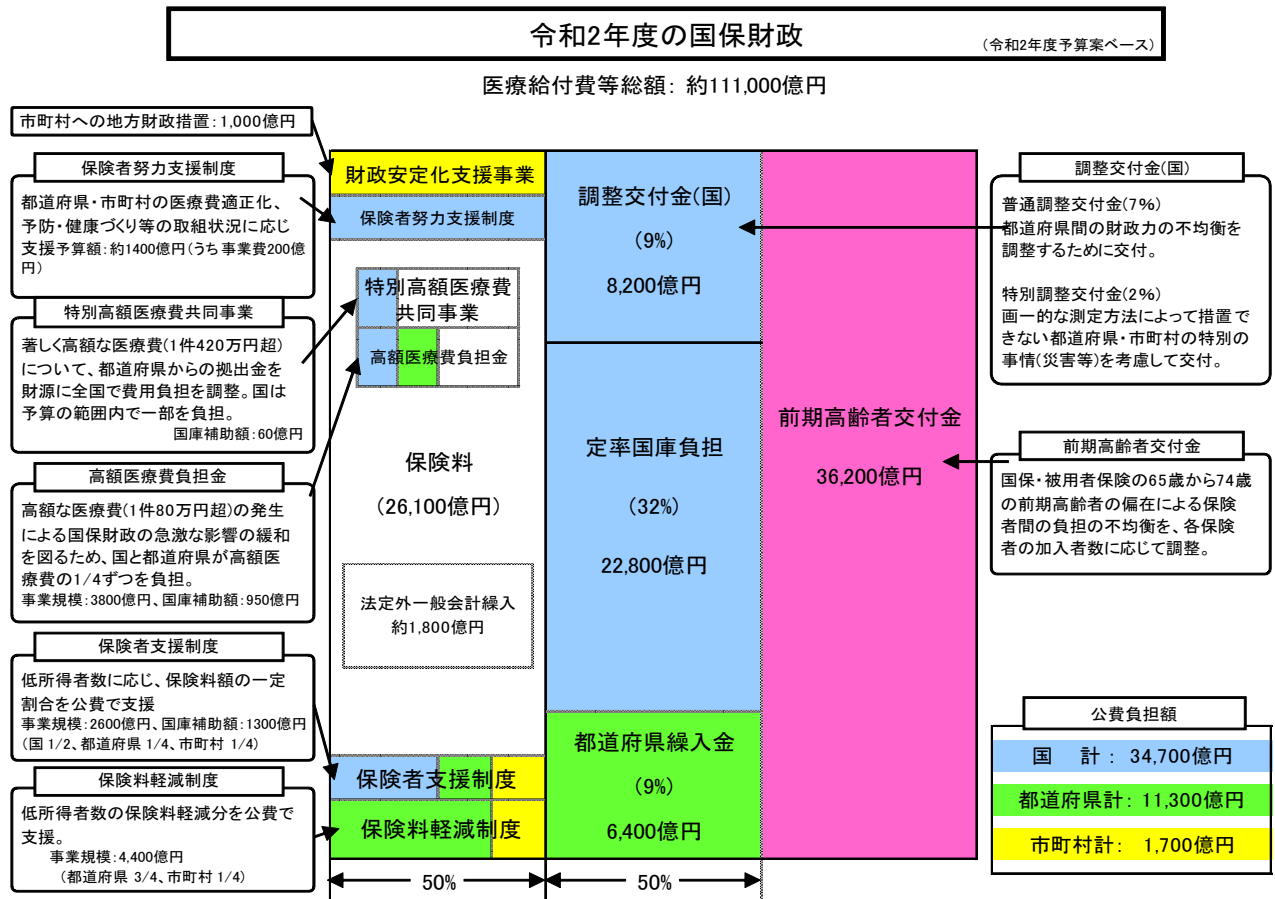 令和2年度の国保財政
(令和2年度予算案ベース)
医療給付費等総額: 約111,000億円
市町村への地方財政措置:1,000億円
保険者努力支援制度
都道府県・市町村の医療費適正化、
予防・健康づくり等の取組状況に応じ
支援予算額:約1400億円(うち事業費200億
円)
特別高額医療費共同事業
著しく高額な医療費(1件420万円超)
について、都道府県からの拠出金を
財源に全国で費用負担を調整。国は
予算の範囲内で一部を負担。
国庫補助額:60億円
高額医療費負担金
高額な医療費(1件80万円超)の発生
による国保財政の急激な影響の緩和
を図るため、国と都道府県が高額医
療費の1/4ずつを負担。
事業規模:3800億円、国庫補助額:950億円
保険者支援制度
低所得者数に応じ、保険料額の一定
割合を公費で支援
事業規模:2600億円、国庫補助額:1300億円
(国 1/2、都道府県 1/4、市町村 1/4)
保険料軽減制度
低所得者数の保険料軽減分を公費で
支援。
事業規模:4,400億円
(都道府県 3/4、市町村 1/4)
財政安定化支援事業
保険者努力支援制度
特別高額医療費
共同事業
高額医療費負担金
保険料
(26,100億円)
法定外一般会計繰入
約1,800億円
保険者支援制度
保険料軽減制度
50%
調整交付金(国)
(9%)
8,200億円
定率国庫負担
(32%)
22,800億円
都道府県繰入金
(9%)
6,400億円
50%
前期高齢者交付金
36,200億円
調整交付金(国)
普通調整交付金(7%)
都道府県間の財政力の不均衡を
調整するために交付。
特別調整交付金(2%)
画一的な測定方法によって措置で
きない都道府県・市町村の特別の
事情(災害等)を考慮して交付。
前期高齢者交付金
国保・被用者保険の65歳から74歳
の前期高齢者の偏在による保険
者間の負担の不均衡を、各保険
者の加入者数に応じて調整。
公費負担額
国 計: 34,700億円
都道府県計: 11,300億円
市町村計: 1,700億円